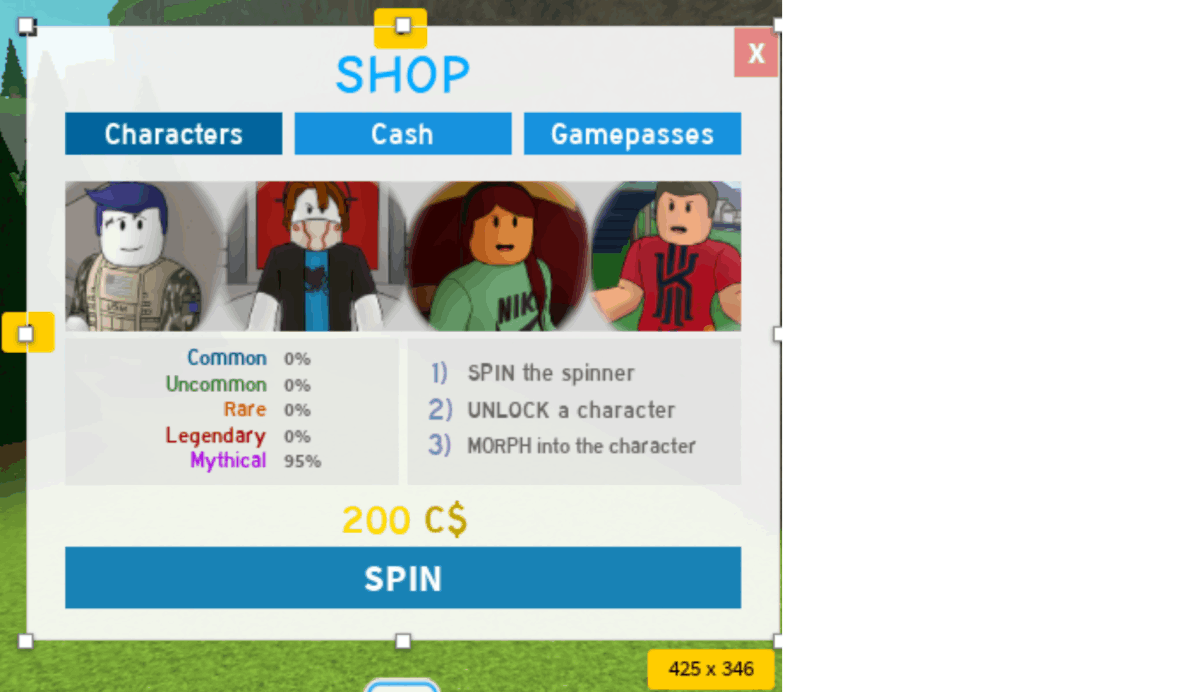 SHOP
X
Characters
Cash
Gamepasses
NIK
Common 0%
Uncommon 0%
Rare 0%
Legendary 0%
Mythical 95%
1) SPIN the spinner
2) UNLOCK a character
3) MORPH into the character
200 C$
SPIN
425 x 346